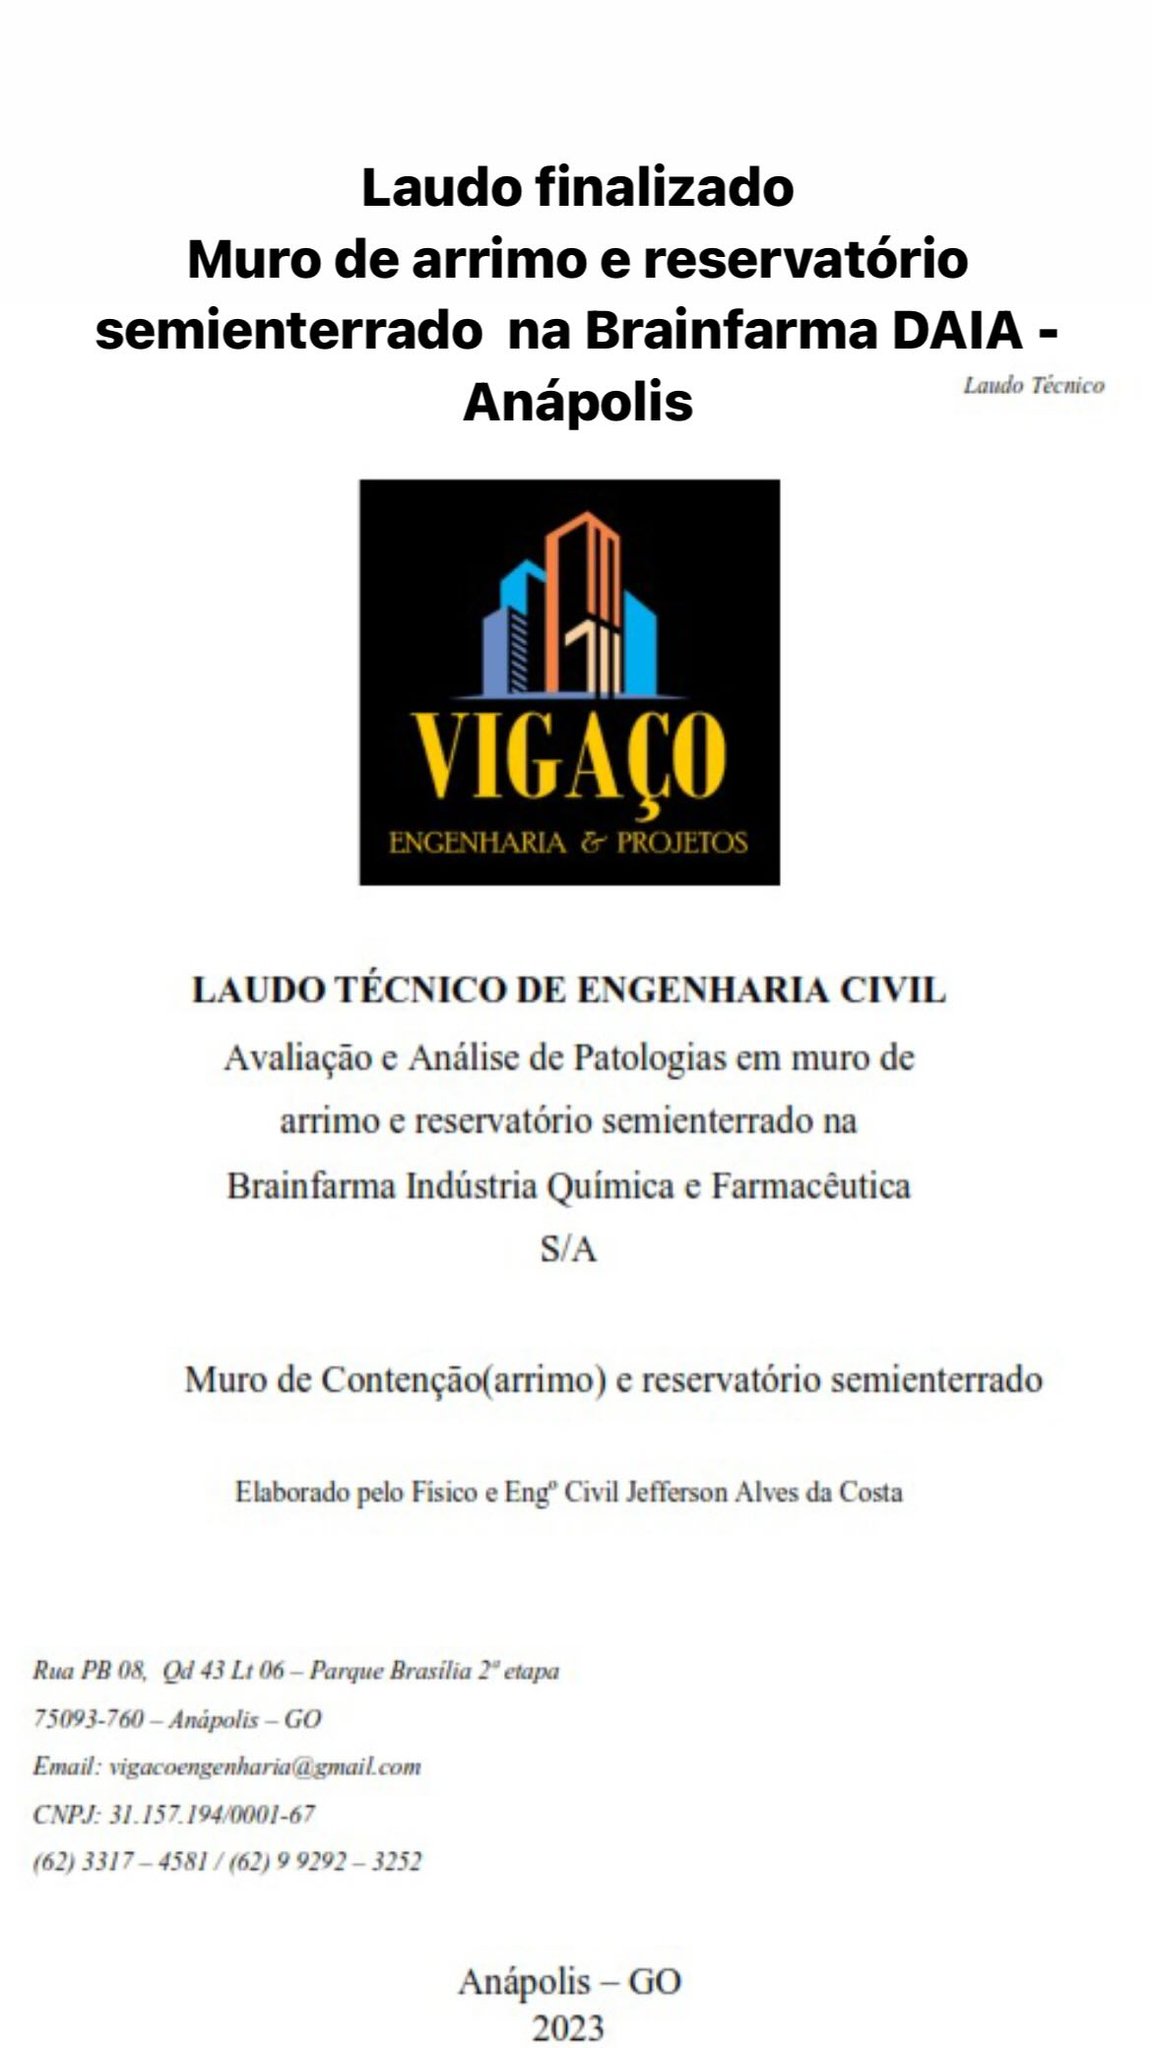 Laudo finalizado
Muro de arrimo e reservatório
semienterrado na Brainfarma DAIA -
Anápolis
Laudo Técnico
VIGAÇO
ENGENHARIA & PROJETOS
LAUDO TÉCNICO DE ENGENHARIA CIVIL
Avaliação e Análise de Patologias em muro de
arrimo e reservatório semienterrado na
Brainfarma Indústria Química e Farmacêutica
S/A
Muro de Contenção(arrimo) e reservatório semienterrado
Elaborado pelo Físico e Engº Civil Jefferson Alves da Costa
Rua PB 08, Qd 43 Lt 06 – Parque Brasília 2ª etapa
75093-760 – Anápolis – GO
Email: vigacoengenharia@gmail.com
CNPJ: 31.157.194/0001-67
(62) 3317 – 4581 / (62) 9 9292 – 3252
Anápolis – GO
2023